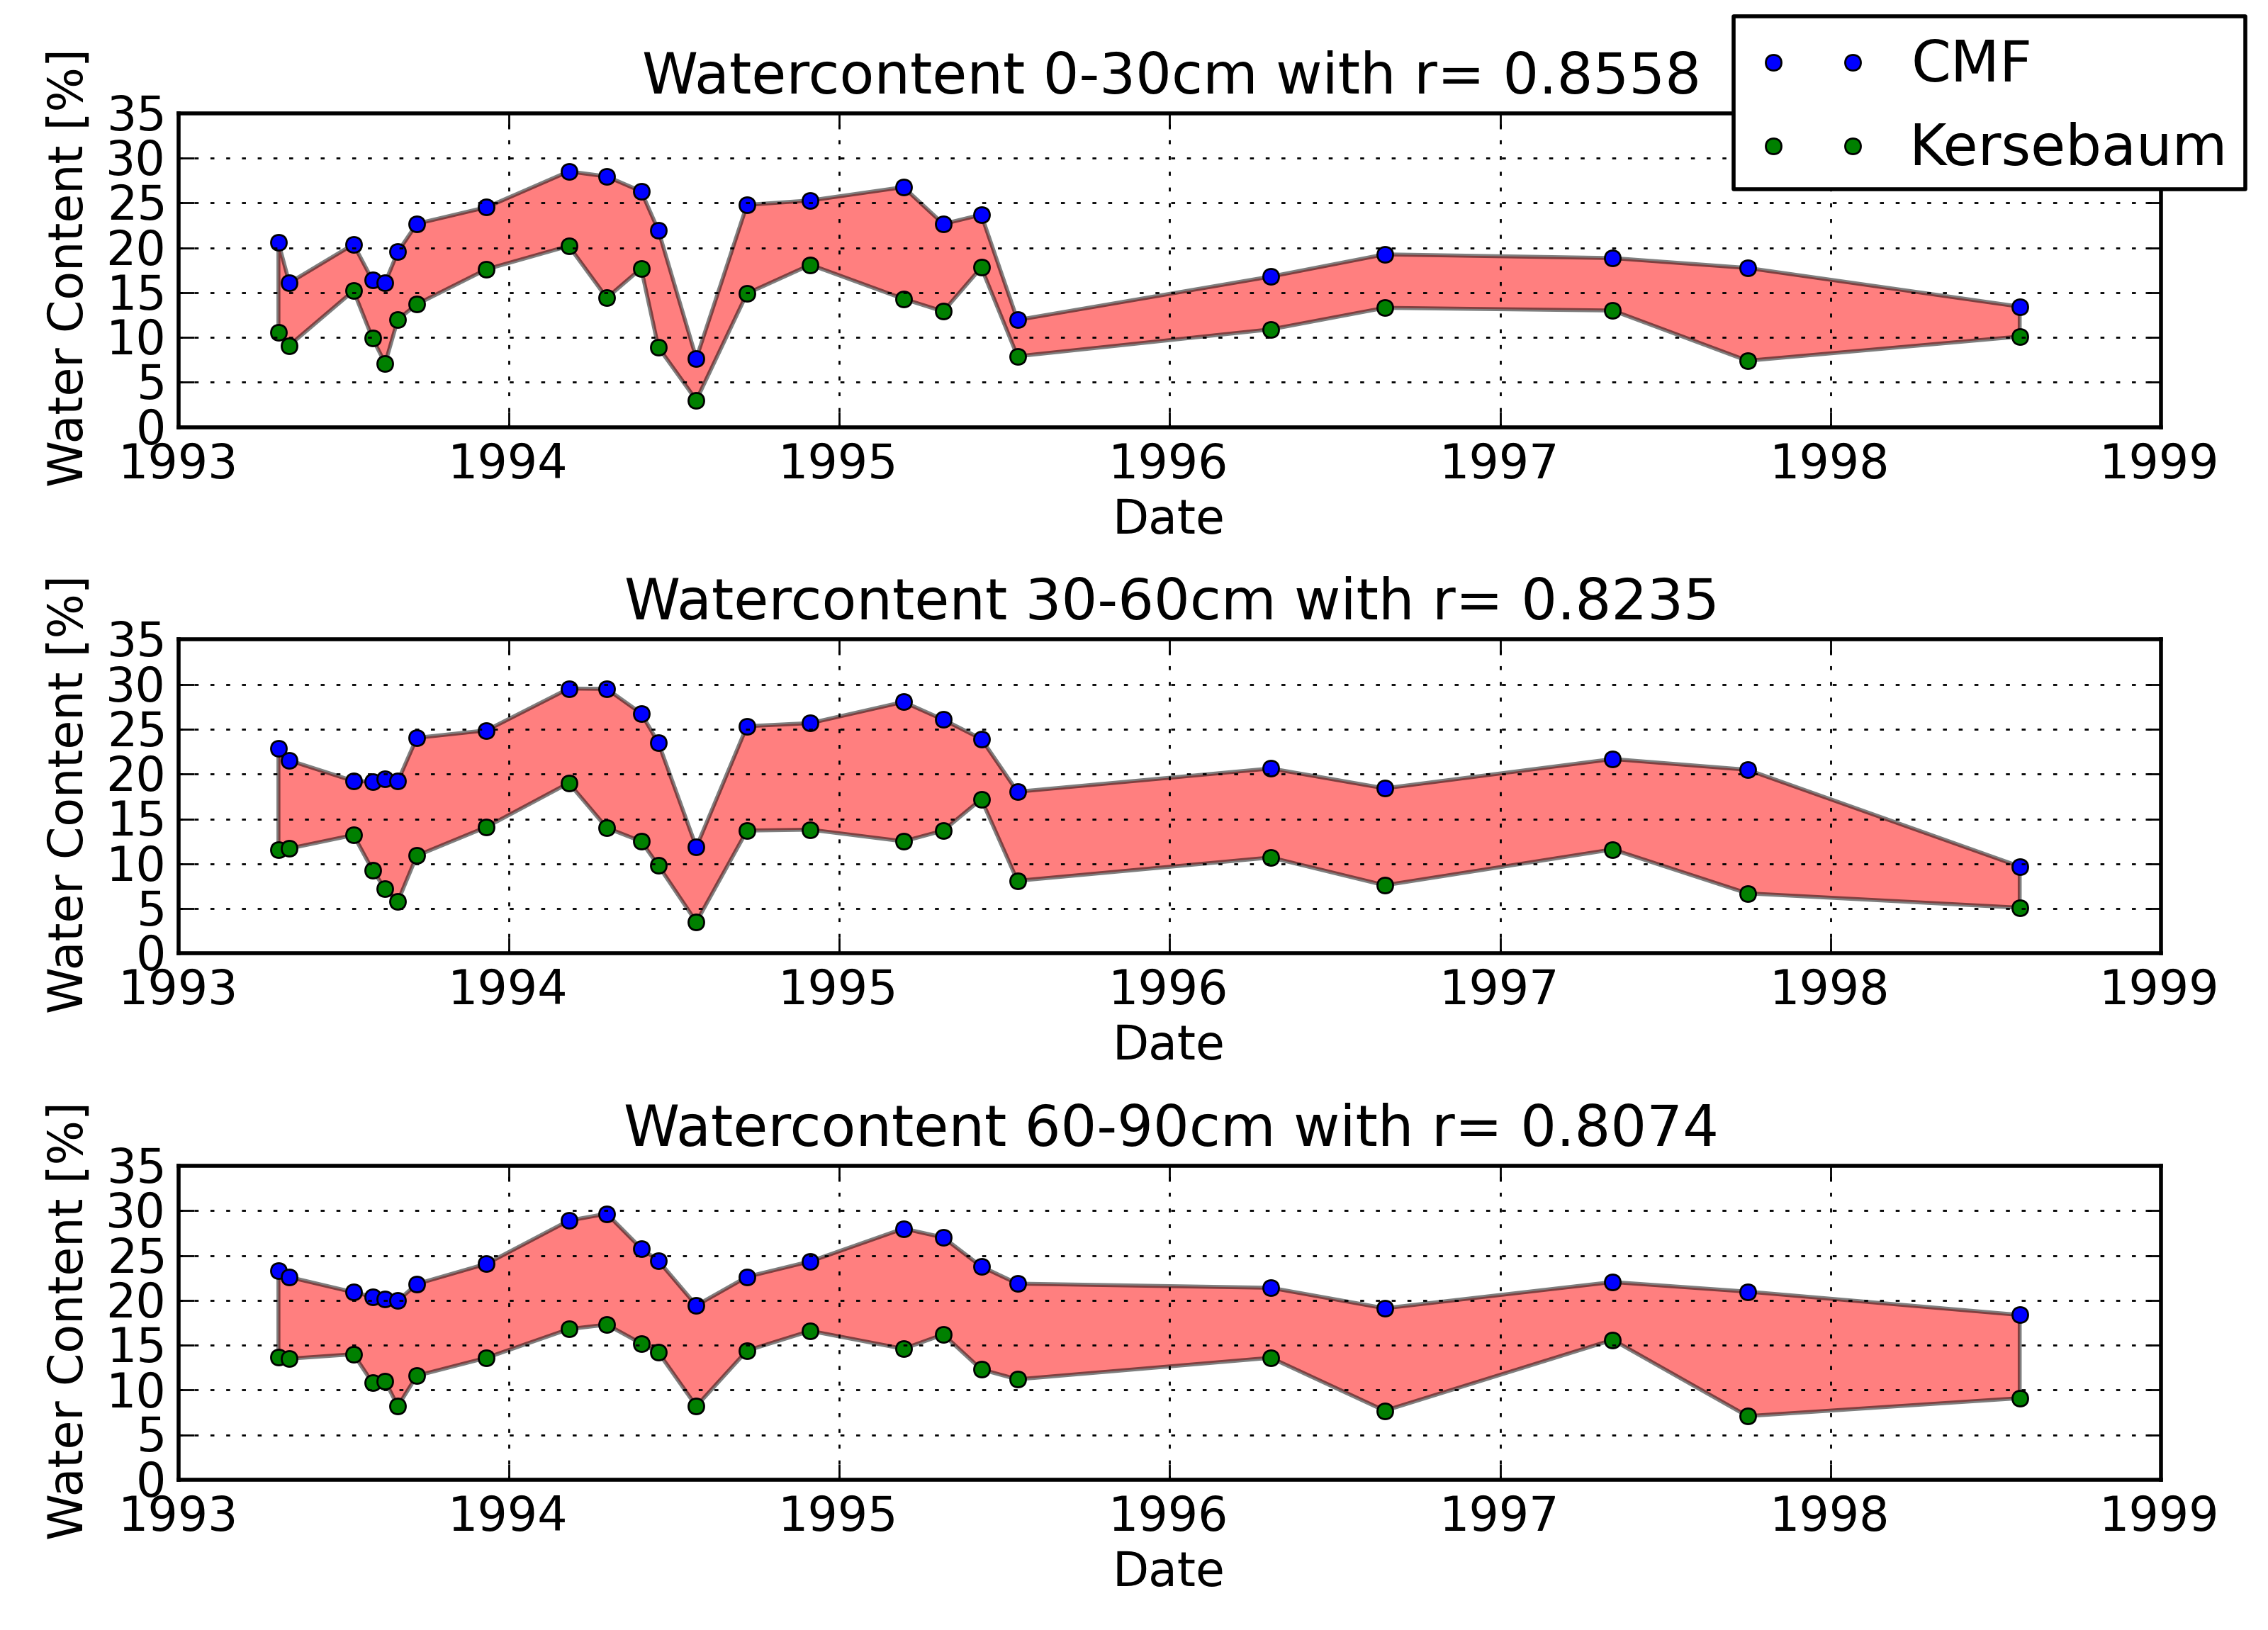 Watercontent 0-30cm with r= 0.8558
CMF
Kersebaum
Water Content [%]
35
30
25
20
15
10
5
0
1993 1994 1995 1996 1997 1998 1999
Date
Watercontent 30-60cm with r= 0.8235
Water Content [%]
35
30
25
20
15
10
5
0
1993 1994 1995 1996 1997 1998 1999
Date
Watercontent 60-90cm with r= 0.8074
Water Content [%]
35
30
25
20
15
10
5
0
1993 1994 1995 1996 1997 1998 1999
Date